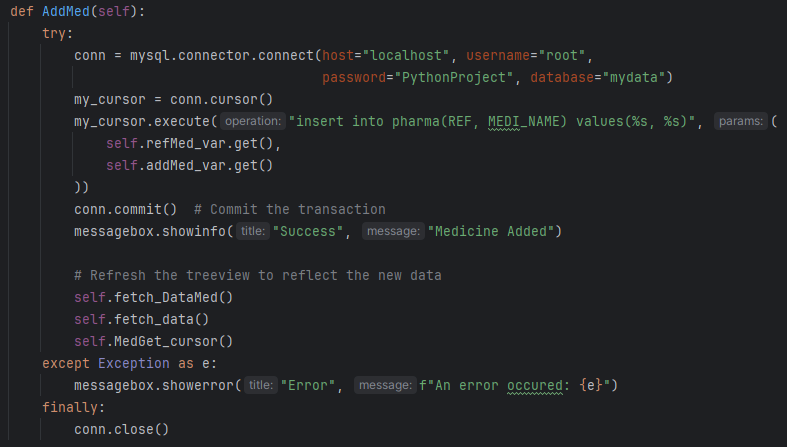 def AddMed(self):
    try:
        conn = mysql.connector.connect(host="localhost", username="root",
                                       password="PythonProject", database="mydata")
        my_cursor = conn.cursor()
        my_cursor.execute( operation: "insert into pharma(REF, MEDI_NAME) values(%s, %s)", params: (
            self.refMed_var.get(),
            self.addMed_var.get()
        ))
        conn.commit()  # Commit the transaction
        messagebox.showinfo( title: "Success", message: "Medicine Added")

        # Refresh the treeview to reflect the new data
        self.fetch_DataMed()
        self.fetch_data()
        self.MedGet_cursor()
    except Exception as e:
        messagebox.showerror( title: "Error", message: f"An error occured: {e}")
    finally:
        conn.close()